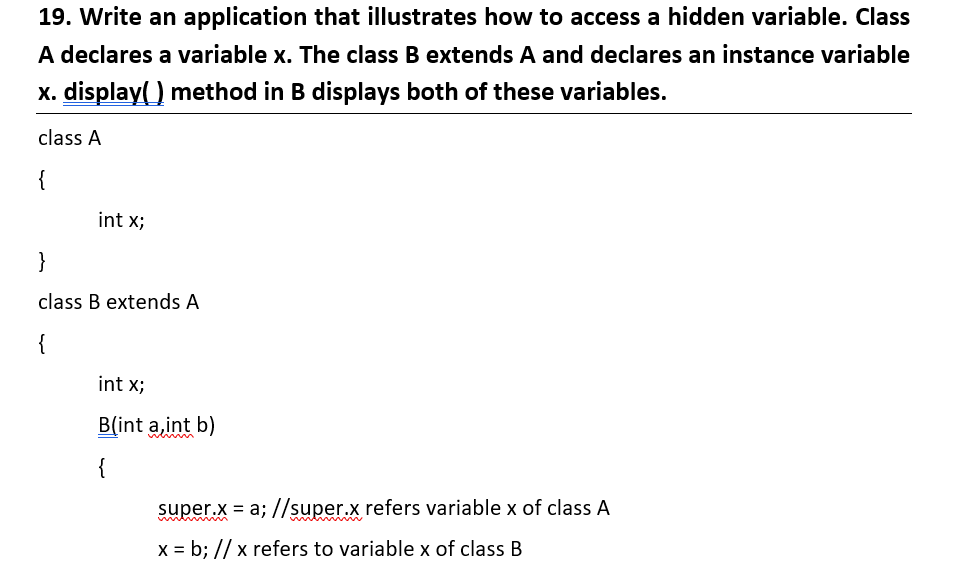 19. Write an application that illustrates how to access a hidden variable. Class
A declares a variable x. The class B extends A and declares an instance variable
x. display( ) method in B displays both of these variables.
class A
{
int x;
}
class B extends A
{
int x;
B(int a,int b)
{
super.x = a; //super.x refers variable x of class A
x = b; // x refers to variable x of class B